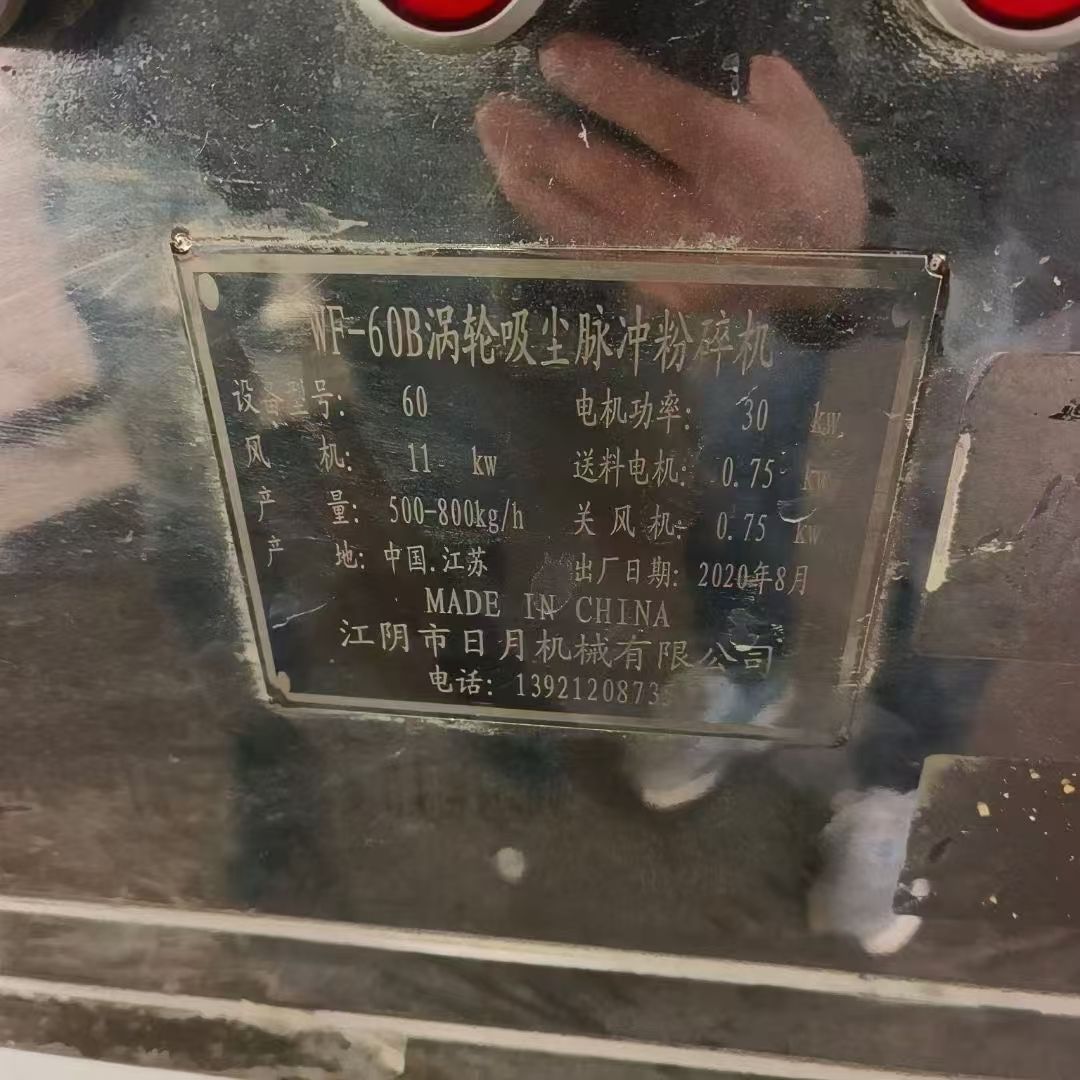 WF-60B涡轮吸尘脉冲粉碎机
设备型号: 60 电机功率: 30 kw
风 机: 11 kw 送料电机: 0.75 kw
产 量: 500-800kg/h 关风机: 0.75 kw
产 地: 中国.江苏 出厂日期: 2020年8月
MADE IN CHINA
江阴市日月机械有限公司
电话: